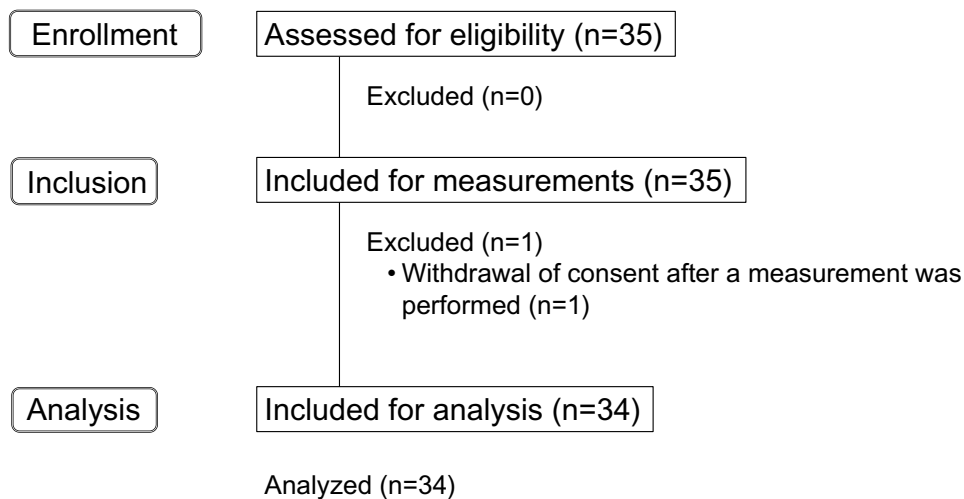 Enrollment
Assessed for eligibility (n=35)
Excluded (n=0)
Inclusion
Included for measurements (n=35)
Excluded (n=1)
• Withdrawal of consent after a measurement was
performed (n=1)
Analysis
Included for analysis (n=34)
Analyzed (n=34)